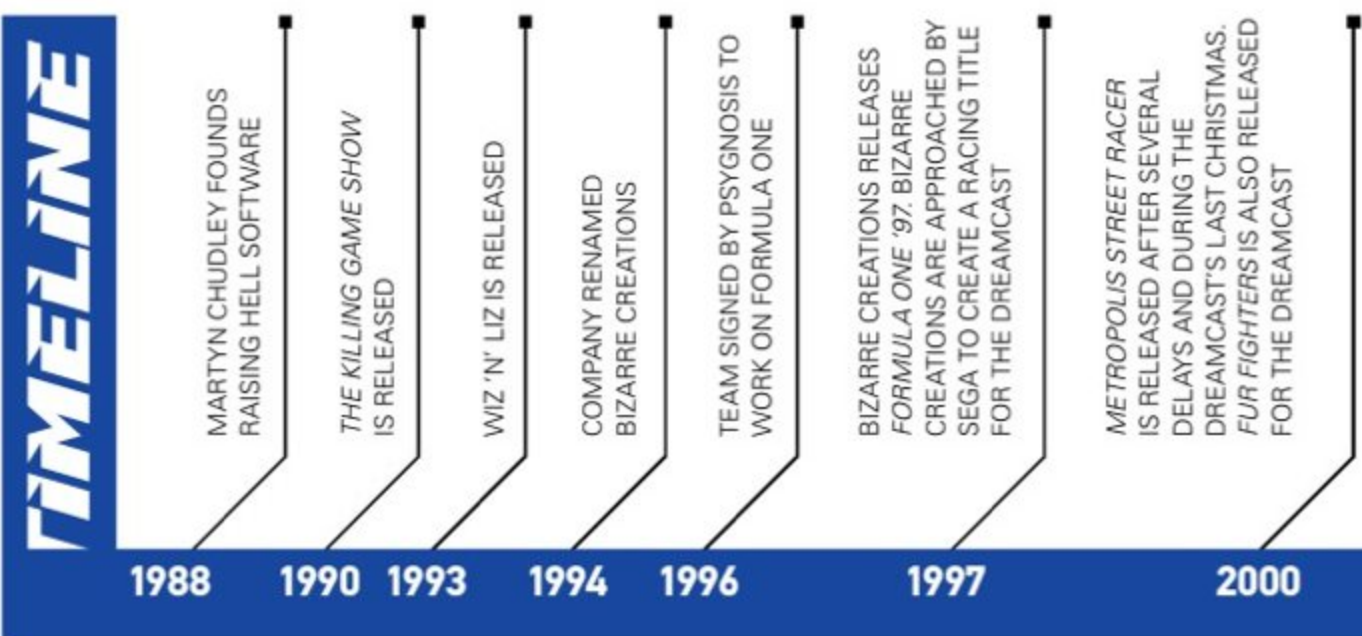 TIMELINE
MARTYN CHUDLEY FOUNDS
RAISING HELL SOFTWARE
1988
THE KILLING GAME SHOW
IS RELEASED
1990
WIZ 'N' LIZ IS RELEASED
1993
COMPANY RENAMED
BIZARRE CREATIONS
1994
TEAM SIGNED BY PSYGNOSIS TO
WORK ON FORMULA ONE
1996
BIZARRE CREATIONS RELEASES
FORMULA ONE '97. BIZARRE
CREATIONS ARE APPROACHED BY
SEGA TO CREATE A RACING TITLE
FOR THE DREAMCAST
1997
METROPOLIS STREET RACER
IS RELEASED AFTER SEVERAL
DELAYS AND DURING THE
DREAMCAST'S LAST CHRISTMAS.
FUR FIGHTERS IS ALSO RELEASED
FOR THE DREAMCAST
2000